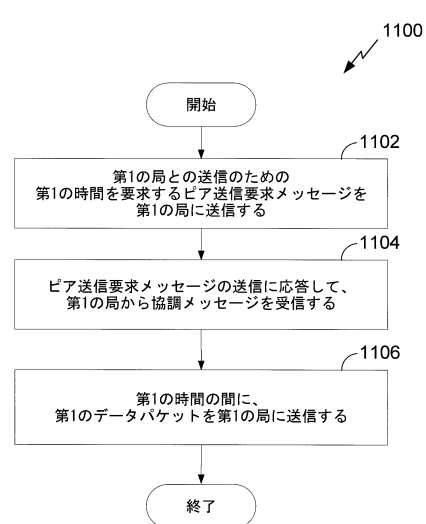 1100
開始
1102
第1の局との送信のための
第1の時間を要求するピア送信要求メッセージを
第1の局に送信する
1104
ピア送信要求メッセージの送信に応答して、
第1の局から協調メッセージを受信する
1106
第1の時間の間に、
第1のデータパケットを第1の局に送信する
終了